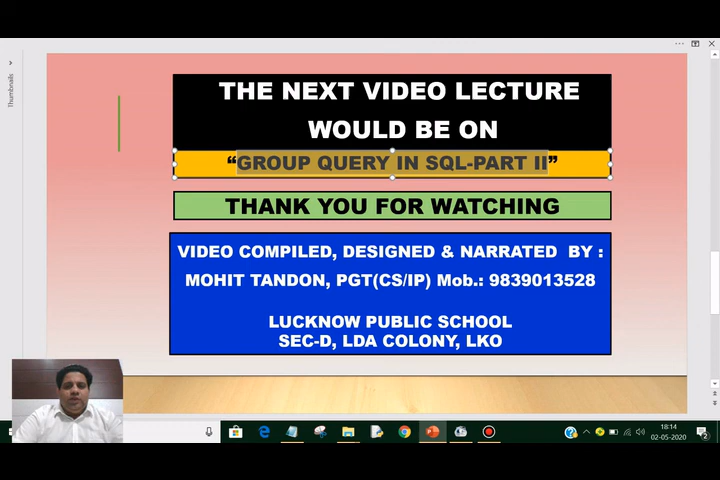 Thumbnails
THE NEXT VIDEO LECTURE
WOULD BE ON
“GROUP QUERY IN SQL-PART II”
THANK YOU FOR WATCHING
VIDEO COMPILED, DESIGNED & NARRATED BY :
MOHIT TANDON, PGT(CS/IP) Mob.: 9839013528
LUCKNOW PUBLIC SCHOOL
SEC-D, LDA COLONY, LKO
18:14
02-05-2020
2